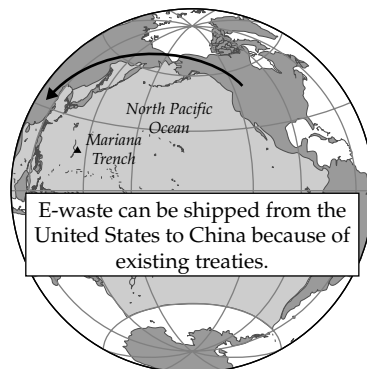 North Pacific
Ocean
Mariana
Trench
E-waste can be shipped from the
United States to China because of
existing treaties.